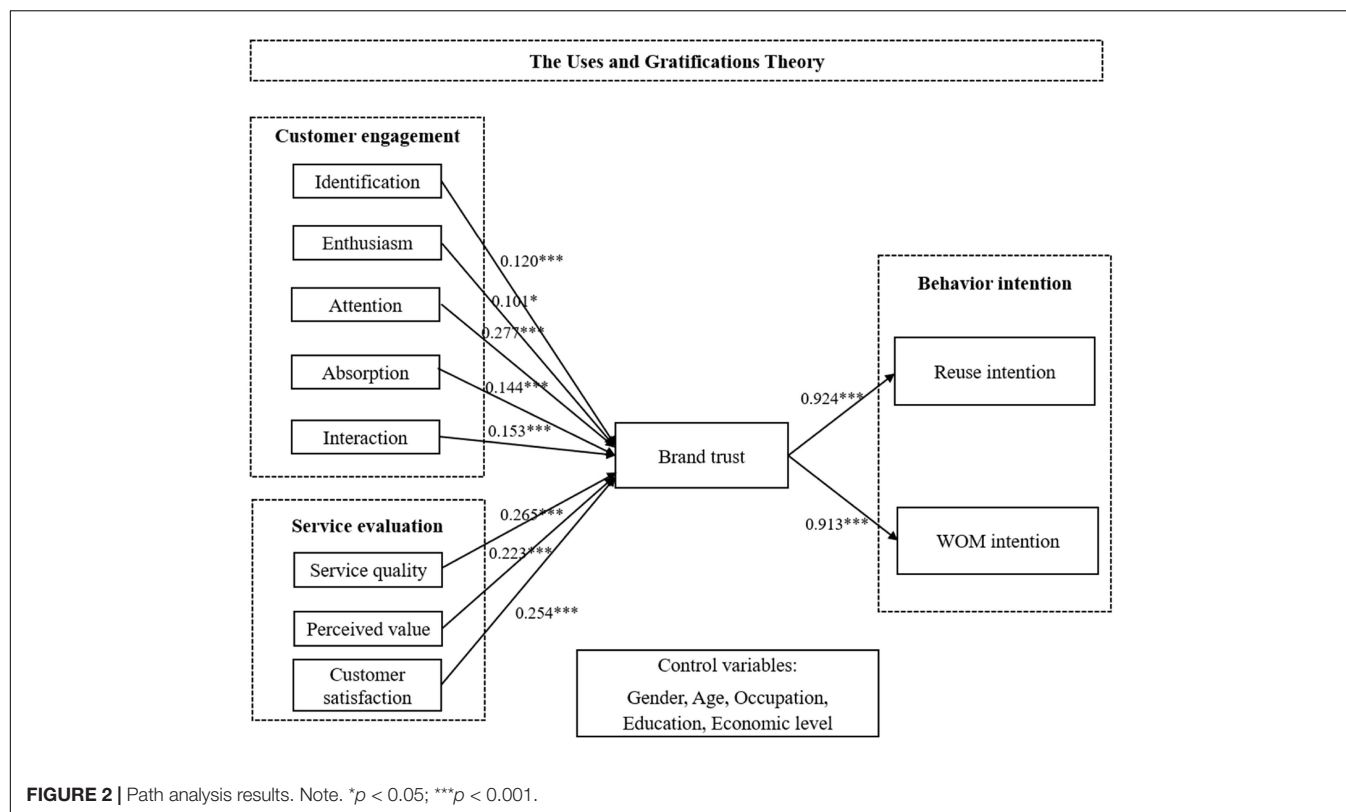 The Uses and Gratifications Theory
Customer engagement
Identification
Enthusiasm
Attention
Absorption
Interaction
0.120***
0.101*
0.277***
0.144***
0.153***
Service evaluation
Service quality
Perceived value
Customer
satisfaction
0.265***
0.223***
0.254***
Brand trust
0.924***
0.913***
Behavior intention
Reuse intention
WOM intention
Control variables:
Gender, Age, Occupation,
Education, Economic level
FIGURE 2 | Path analysis results. Note. *p < 0.05; ***p < 0.001.